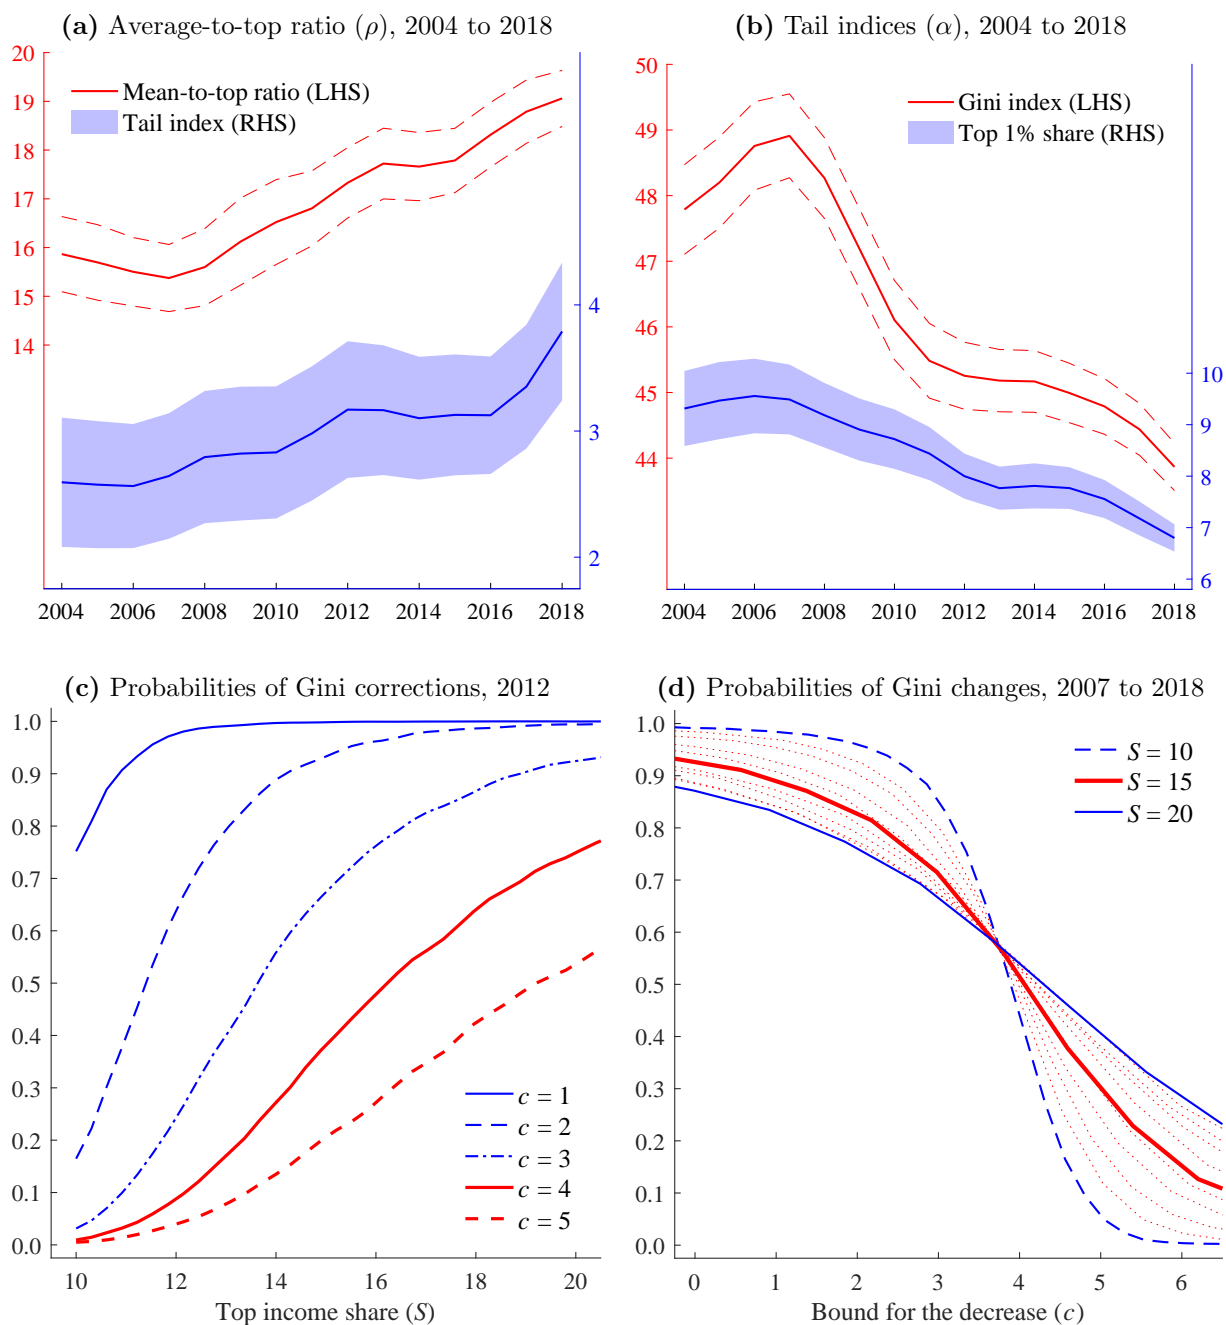 (a) Average-to-top ratio (ρ), 2004 to 2018
20
19
18
17
16
15
14
Mean-to-top ratio (LHS)
Tail index (RHS)
4
3
2
2004 2006 2008 2010 2012 2014 2016 2018
(b) Tail indices (α), 2004 to 2018
50
49
48
47
46
45
44
Gini index (LHS)
Top 1% share (RHS)
10
9
8
7
6
2004 2006 2008 2010 2012 2014 2016 2018
(c) Probabilities of Gini corrections, 2012
1.0
0.9
0.8
0.7
0.6
0.5
0.4
0.3
0.2
0.1
0.0
c = 1
c = 2
c = 3
c = 4
c = 5
10 12 14 16 18 20
Top income share (S)
(d) Probabilities of Gini changes, 2007 to 2018
1.0
0.9
0.8
0.7
0.6
0.5
0.4
0.3
0.2
0.1
0.0
S = 10
S = 15
S = 20
0 1 2 3 4 5 6
Bound for the decrease (c)